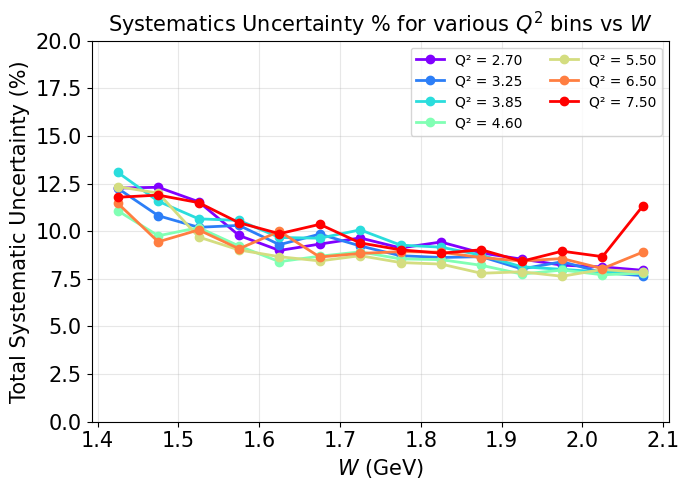 Systematics Uncertainty % for various Q² bins vs W
Total Systematic Uncertainty (%)
20.0
17.5
15.0
12.5
10.0
7.5
5.0
2.5
0.0
Q² = 2.70
Q² = 3.25
Q² = 3.85
Q² = 4.60
Q² = 5.50
Q² = 6.50
Q² = 7.50
1.4 1.5 1.6 1.7 1.8 1.9 2.0 2.1
W (GeV)